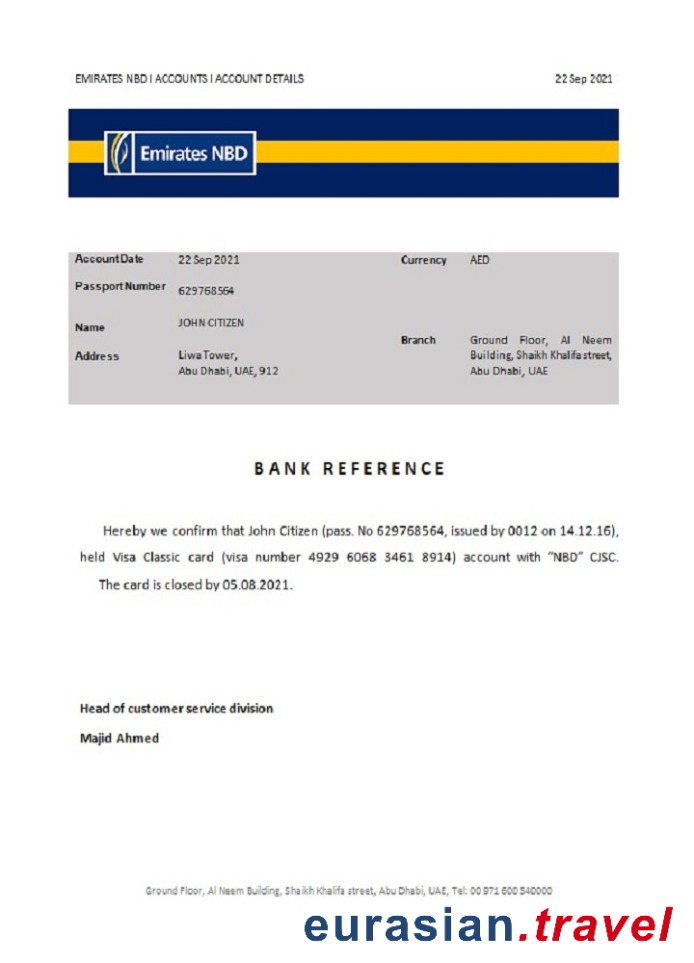 EMIRATES NBD I ACCOUNTS I ACCOUNT DETAILS 22 Sep 2021
Emirates NBD
Account Date 22 Sep 2021 Currency AED
Passport Number 629768564
Name JOHN CITIZEN
Branch Ground Floor, Al Neem
Address Liwa Tower, Building, Shaikh Khalifa street,
Abu Dhabi, UAE, 912 Abu Dhabi, UAE
BANK REFERENCE
Hereby we confirm that John Citizen (pass. No 629768564, issued by 0012 on 14.12.16),
held Visa Classic card (visa number 4929 6068 3461 8914) account with “NBD” CJSC.
The card is closed by 05.08.2021.
Head of customer service division
Majid Ahmed
Ground Floor, Al Neem Building, Shaikh Khalifa street, Abu Dhabi, UAE, Tel: 00 971 600 540000
eurasian.travel